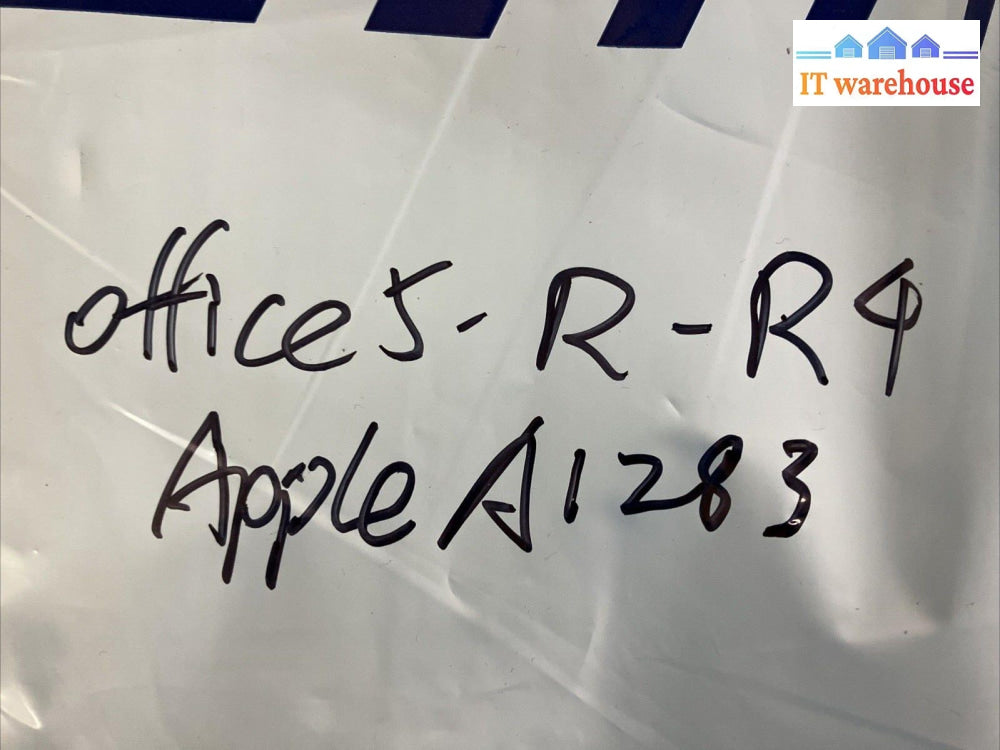 IT warehouse
office5-R-R4
Apple A1283